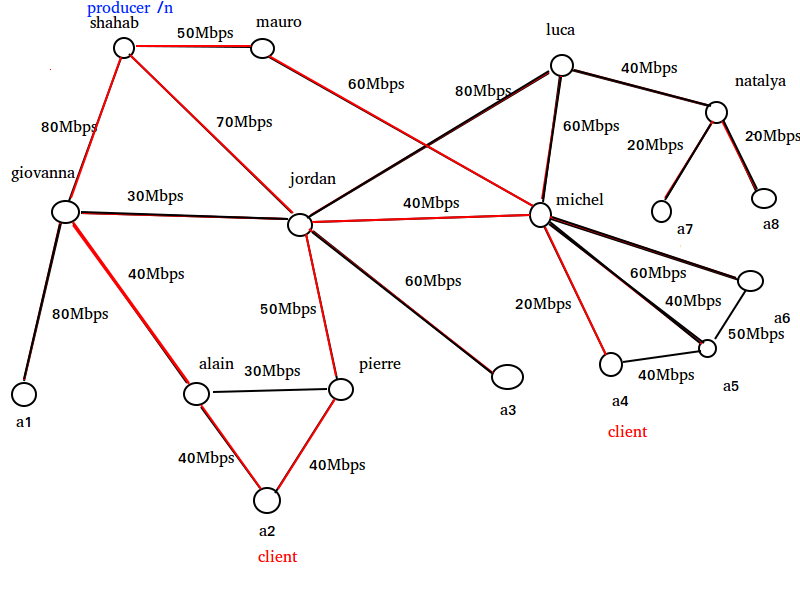 producer /n
shahab
mauro
50Mbps
luca
40Mbps
natalya
60Mbps
80Mbps
80Mbps
70Mbps
60Mbps
20Mbps
20Mbps
giovanna
jordan
30Mbps
40Mbps
michel
a7
a8
40Mbps
60Mbps
60Mbps
40Mbps
80Mbps
50Mbps
20Mbps
a6
50Mbps
alain
30Mbps
pierre
40Mbps
a5
a1
a3
a4
client
40Mbps
40Mbps
a2
client